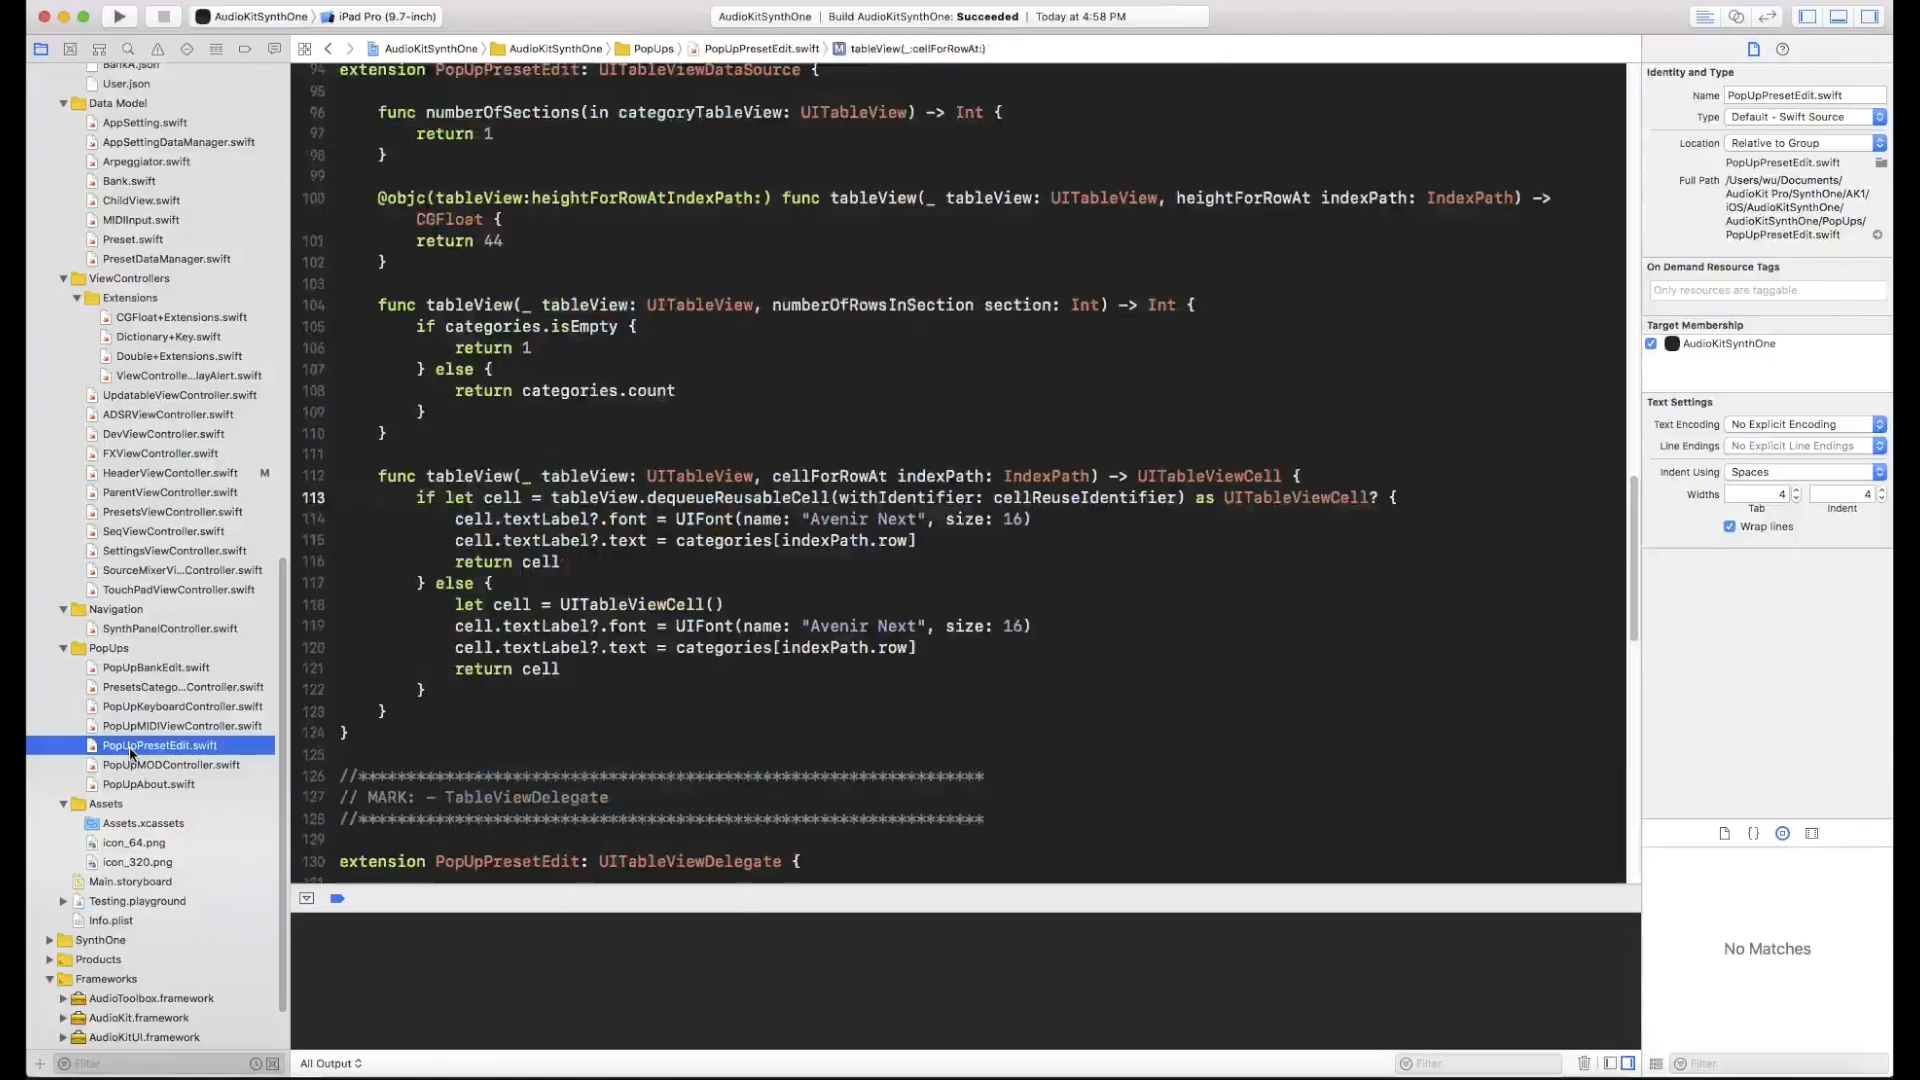 AudioKitSynthOne 〉 iPad Pro (9.7-inch)
AudioKitSynthOne | Build AudioKitSynthOne: Succeeded | Today at 4:58 PM
AudioKitSynthOne 〉 AudioKitSynthOne 〉 PopUps 〉 PopUpPresetEdit.swift 〉 M tableView(_:cellForRowAt:)
BankA.json
User.json
Data Model
AppSetting.swift
AppSettingDataManager.swift
Arpeggiator.swift
Bank.swift
ChildView.swift
MIDIInput.swift
Preset.swift
PresetDataManager.swift
ViewControllers
Extensions
CGFloat+Extensions.swift
Dictionary+Key.swift
Double+Extensions.swift
ViewControlle...layAlert.swift
UpdatableViewController.swift
ADSRViewController.swift
DevViewController.swift
FXViewController.swift
HeaderViewContoller.swift M
ParentViewController.swift
PresetsViewController.swift
SeqViewController.swift
SettingsViewController.swift
SourceMixerVi...Controller.swift
TouchPadViewController.swift
Navigation
SynthPanelController.swift
PopUps
PopUpBankEdit.swift
PresetsCatego...Controller.swift
PopUpKeyboardController.swift
PopUpMIDIViewController.swift
PopUpPresetEdit.swift
PopUpMODController.swift
PopUpAbout.swift
Assets
Assets.xcassets
icon_64.png
icon_320.png
Main.storyboard
Testing.playground
Info.plist
SynthOne
Products
Frameworks
AudioToolbox.framework
AudioKit.framework
AudioKitUI.framework
Filter
94 extension PopUpPresetEdit: UITableViewDataSource {
95
96 func numberOfSections(in categoryTableView: UITableView) -> Int {
97 return 1
98 }
99
100 @objc(tableView:heightForRowAtIndexPath:) func tableView(_ tableView: UITableView, heightForRowAt indexPath: IndexPath) ->
CGFloat {
101 return 44
102 }
103
104 func tableView(_ tableView: UITableView, numberOfRowsInSection section: Int) -> Int {
105 if categories.isEmpty {
106 return 1
107 } else {
108 return categories.count
109 }
110 }
111
112 func tableView(_ tableView: UITableView, cellForRowAt indexPath: IndexPath) -> UITableViewCell {
113 if let cell = tableView.dequeueReusableCell(withIdentifier: cellReuseIdentifier) as UITableViewCell? {
114 cell.textLabel?.font = UIFont(name: "Avenir Next", size: 16)
115 cell.textLabel?.text = categories[indexPath.row]
116 return cell
117 } else {
118 let cell = UITableViewCell()
119 cell.textLabel?.font = UIFont(name: "Avenir Next", size: 16)
120 cell.textLabel?.text = categories[indexPath.row]
121 return cell
122 }
123 }
124 }
125
126 //*****************************************************************
127 // MARK: - TableViewDelegate
128 //*****************************************************************
129
130 extension PopUpPresetEdit: UITableViewDelegate {
All Output
Filter
Identity and Type
Name PopUpPresetEdit.swift
Type Default - Swift Source
Location Relative to Group
PopUpPresetEdit.swift
Full Path /Users/wu/Documents/
AudioKit Pro/SynthOne/AK1/
iOS/AudioKitSynthOne/
AudioKitSynthOne/PopUps/
PopUpPresetEdit.swift
On Demand Resource Tags
Only resources are taggable
Target Membership
AudioKitSynthOne
Text Settings
Text Encoding No Explicit Encoding
Line Endings No Explicit Line Endings
Indent Using Spaces
Widths 4 4
Tab Indent
Wrap lines
{}
No Matches
Filter